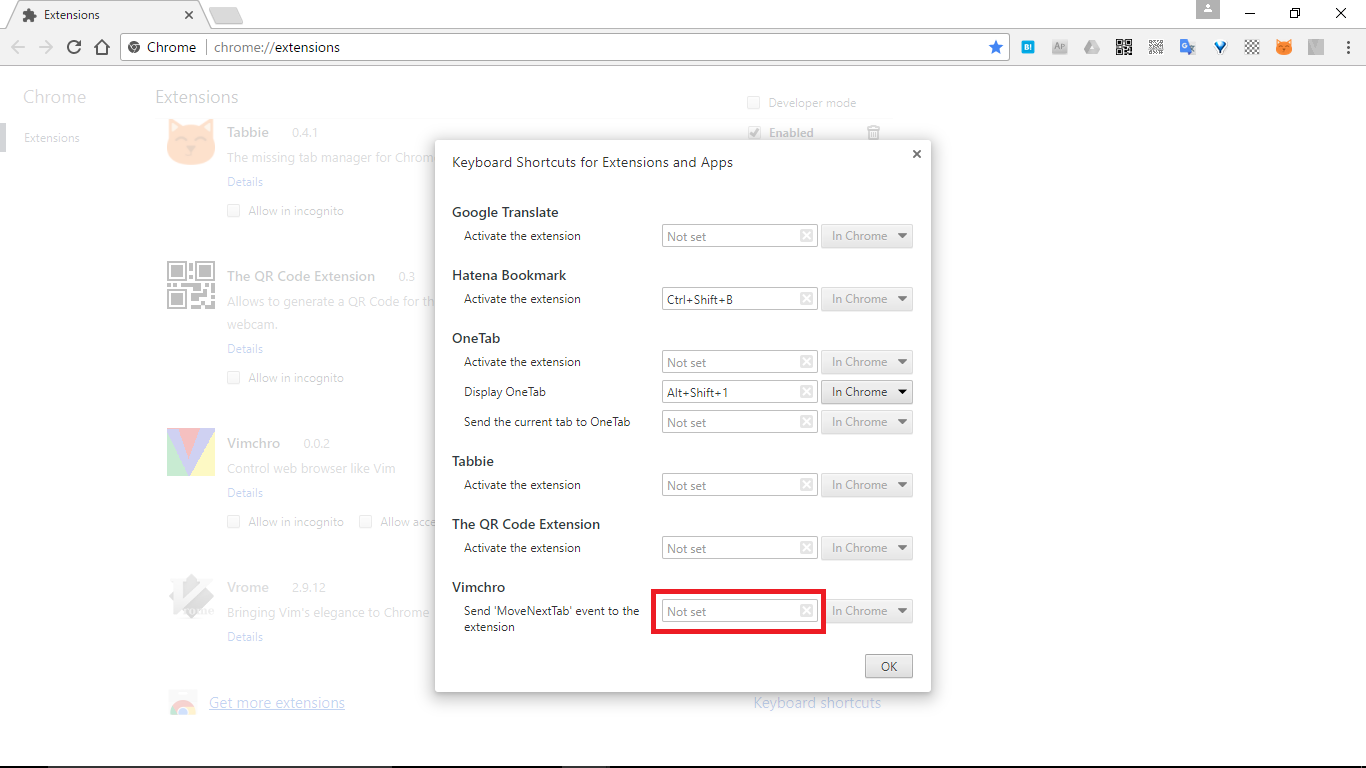 Extensions
Chrome chrome://extensions
B!
Chrome
Extensions
Developer mode
Extensions
Tabbie 0.4.1
Enabled
The missing tab manager for Chrom
Details
Allow in incognito
The QR Code Extension 0.3
Allows to generate a QR Code for th
webcam.
Details
Allow in incognito
Vimchro 0.0.2
Control web browser like Vim
Details
Allow in incognito Allow acce
Vrome 2.9.12
Bringing Vim's elegance to Chrome
Details
Get more extensions
Keyboard shortcuts
Keyboard Shortcuts for Extensions and Apps
Google Translate
Activate the extension Not set In Chrome
Hatena Bookmark
Activate the extension Ctrl+Shift+B In Chrome
OneTab
Activate the extension Not set In Chrome
Display OneTab Alt+Shift+1 In Chrome
Send the current tab to OneTab Not set In Chrome
Tabbie
Activate the extension Not set In Chrome
The QR Code Extension
Activate the extension Not set In Chrome
Vimchro
Send 'MoveNextTab' event to the Not set In Chrome
extension
OK